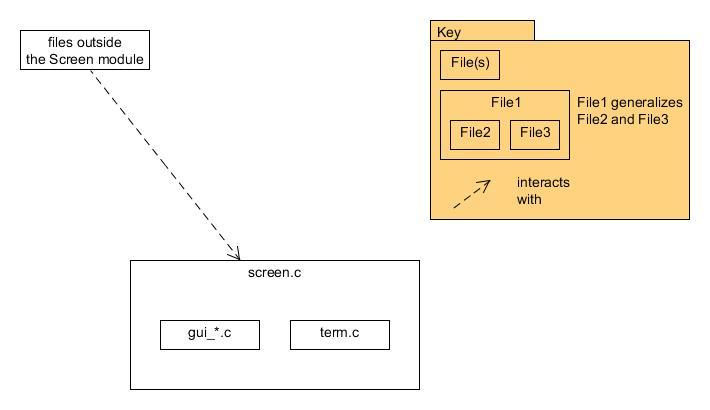 files outside
the Screen module
Key
File(s)
File1
File2
File3
File1 generalizes
File2 and File3
interacts
with
screen.c
gui_*.c
term.c